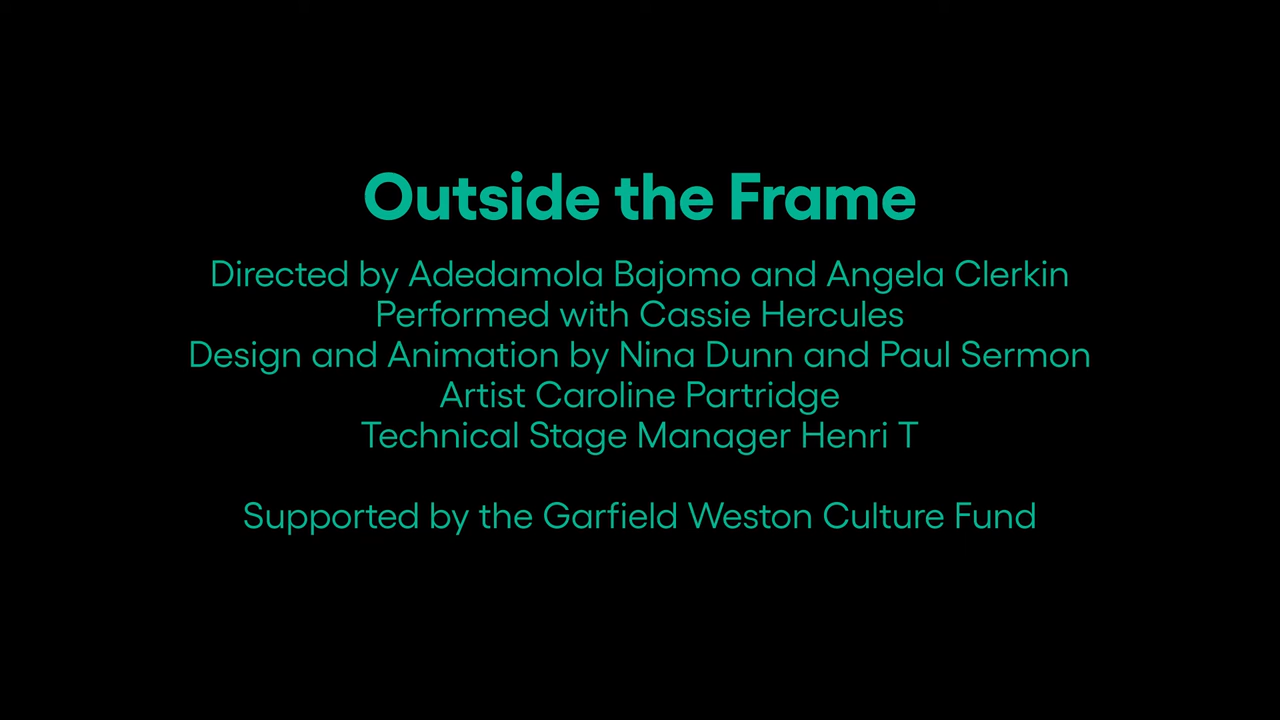 Outside the Frame
Directed by Adedamola Bajomo and Angela Clerkin
Performed with Cassie Hercules
Design and Animation by Nina Dunn and Paul Sermon
Artist Caroline Partridge
Technical Stage Manager Henri T
Supported by the Garfield Weston Culture Fund